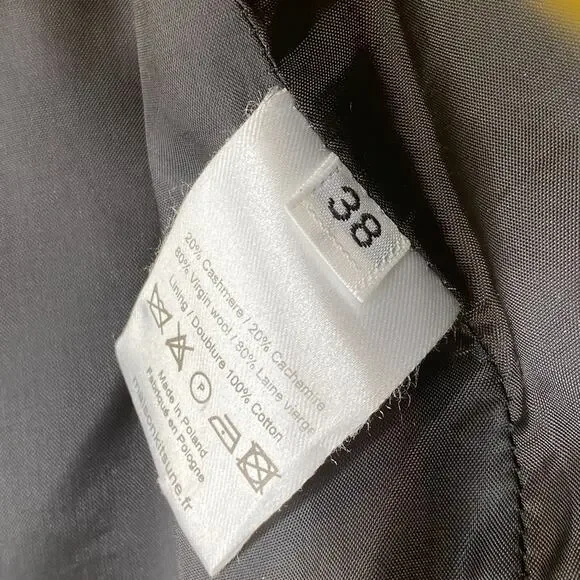 38
20% Cashmere / 20% Cachemire
80% Virgin wool / 80% Laine vierge
Lining / Doublure 100% Cotton
P
Made in Poland
Fabriqué en Pologne
maisonkitsune.fr